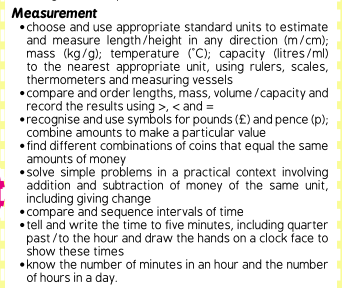 Measurement
•choose and use appropriate standard units to estimate
and measure length/height in any direction (m/cm);
mass (kg/g); temperature (°C); capacity (litres/ml)
to the nearest appropriate unit, using rulers, scales,
thermometers and measuring vessels
•compare and order lengths, mass, volume/capacity and
record the results using >, < and =
•recognise and use symbols for pounds (£) and pence (p);
combine amounts to make a particular value
•find different combinations of coins that equal the same
amounts of money
•solve simple problems in a practical context involving
addition and subtraction of money of the same unit,
including giving change
•compare and sequence intervals of time
•tell and write the time to five minutes, including quarter
past/to the hour and draw the hands on a clock face to
show these times
•know the number of minutes in an hour and the number
of hours in a day.